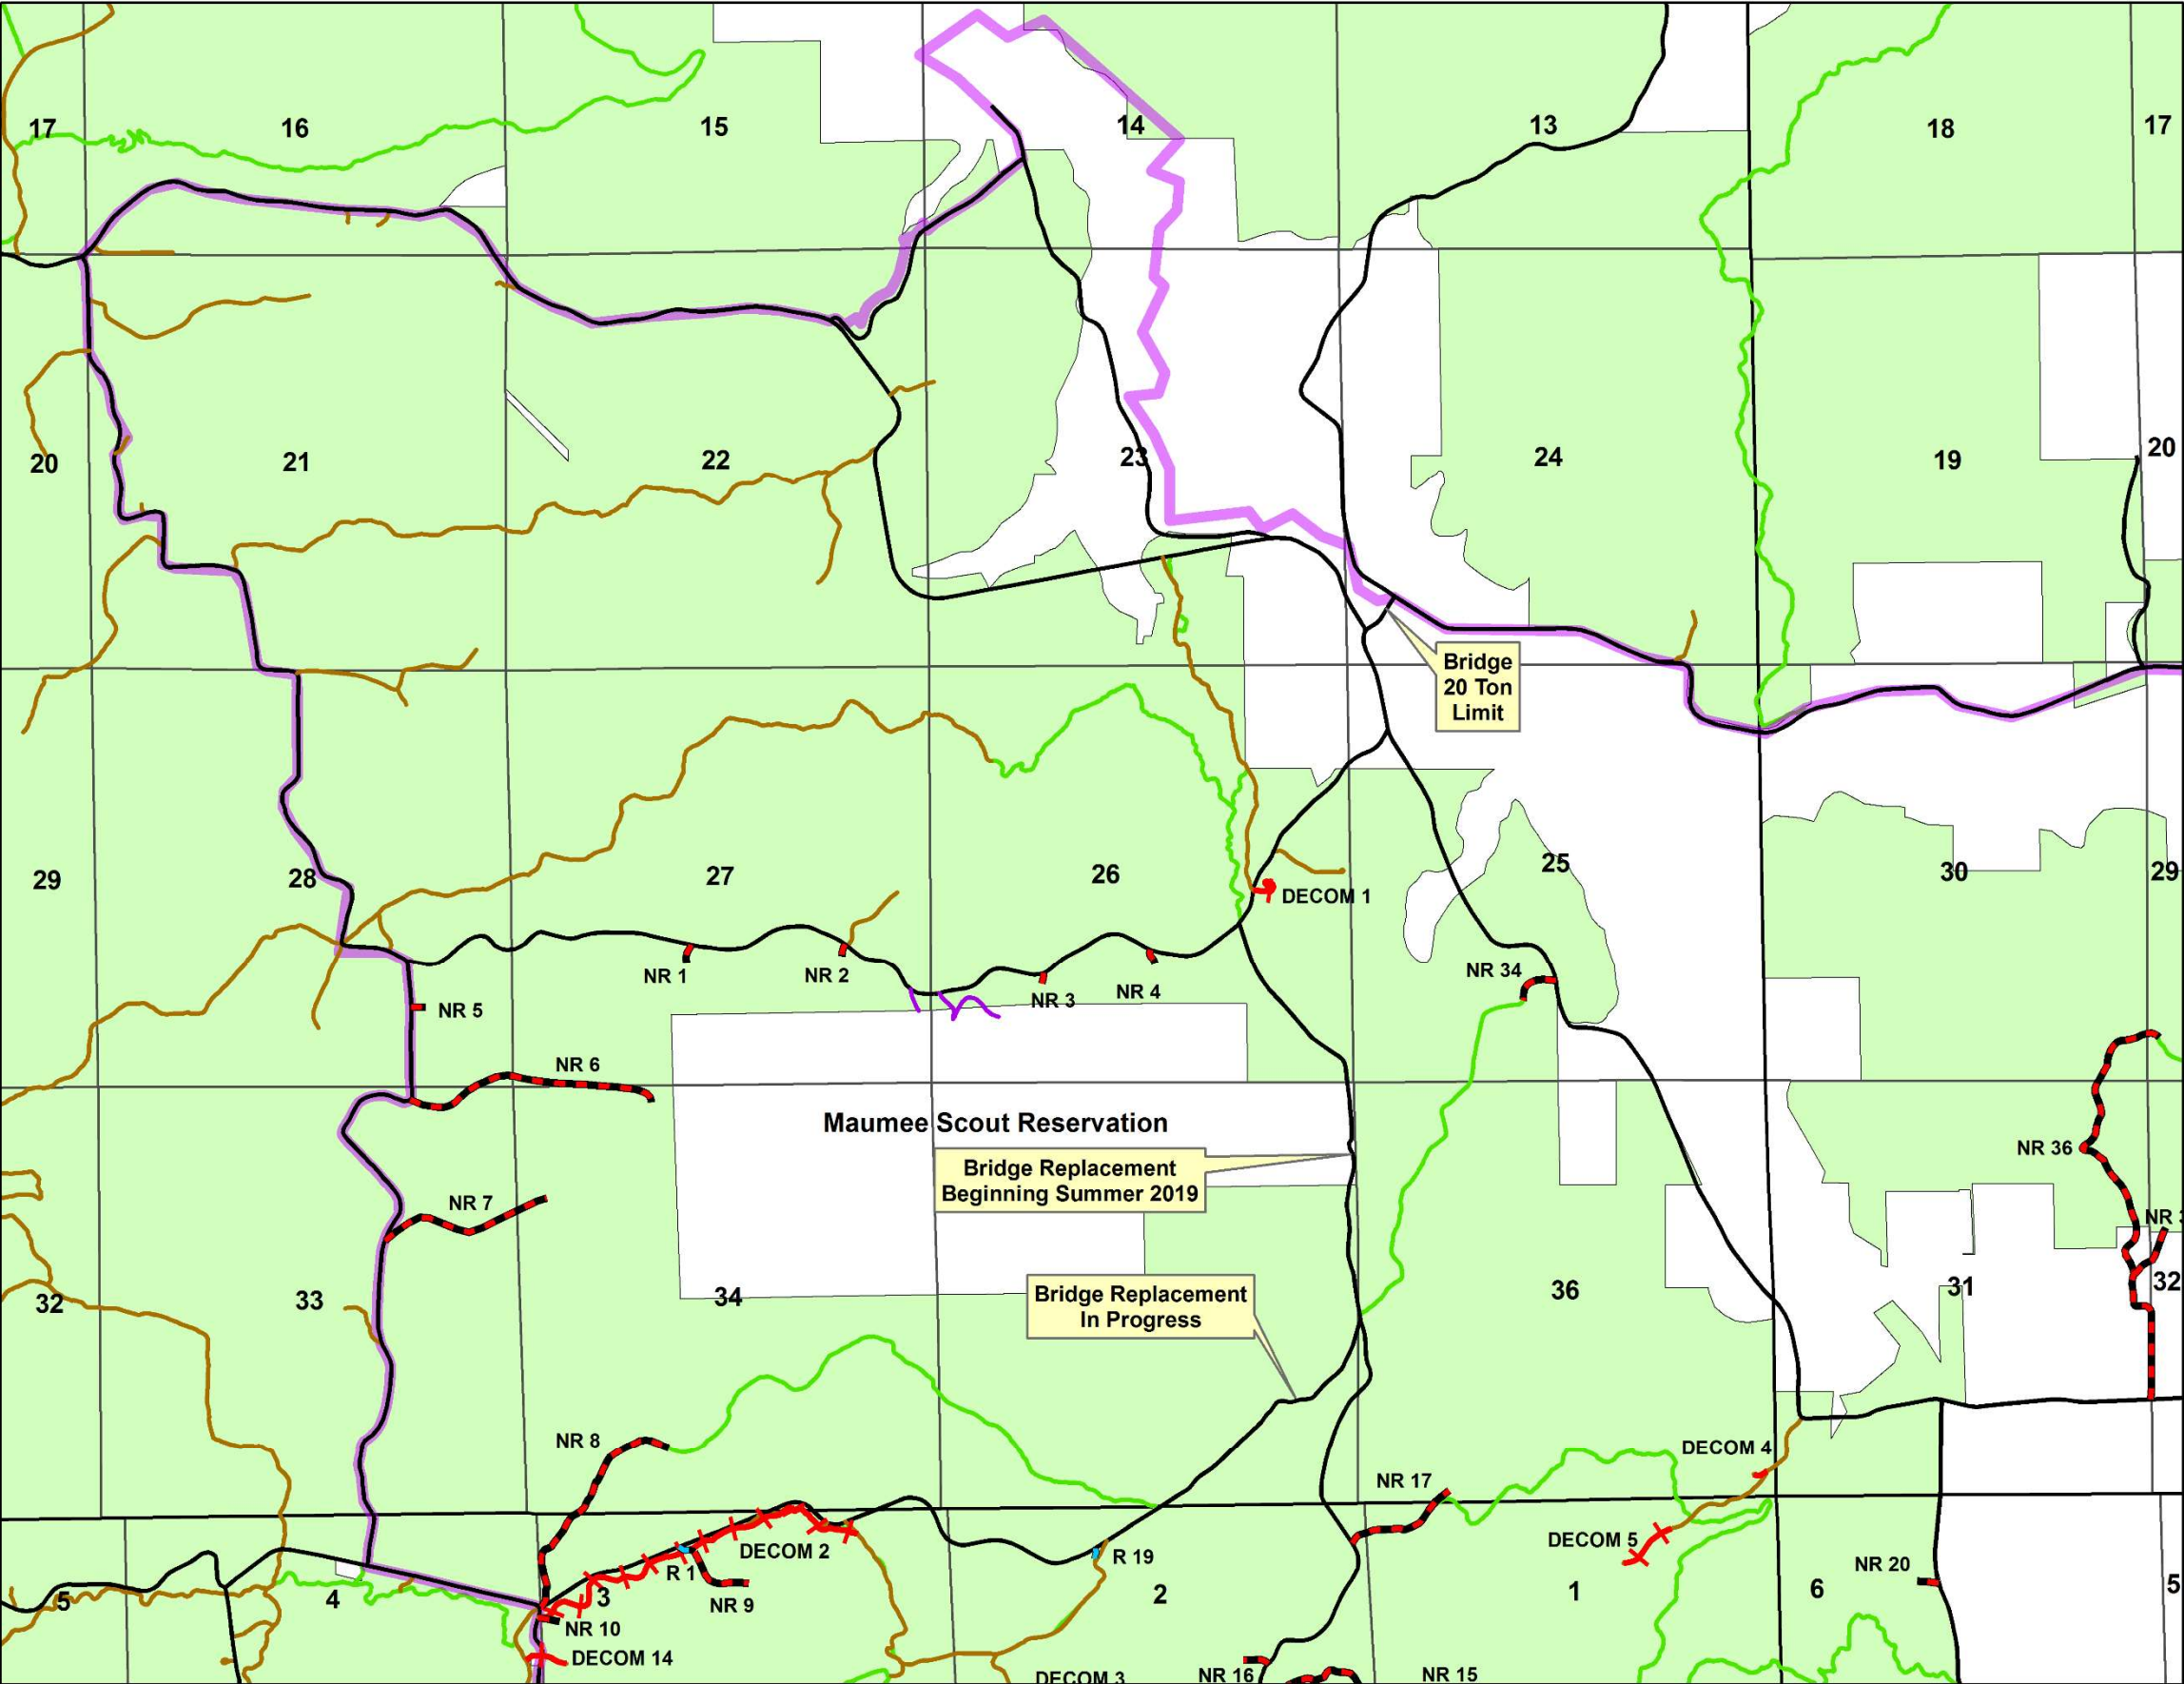 17
16
15
14
13
18
17
20
21
22
23
24
19
20
Bridge
20 Ton
Limit
29
28
27
26
25
30
29
DECOM 1
NR 1
NR 2
NR 3
NR 4
NR 34
NR 5
NR 6
Maumee Scout Reservation
Bridge Replacement
Beginning Summer 2019
NR 36
NR 7
NR
32
33
34
Bridge Replacement
In Progress
36
31
32
NR 8
DECOM 4
NR 17
DECOM 2
DECOM 5
R 19
R 1
NR 20
5
4
3
NR 9
2
1
6
5
NR 10
DECOM 14
DECOM 3
NR 16
NR 15